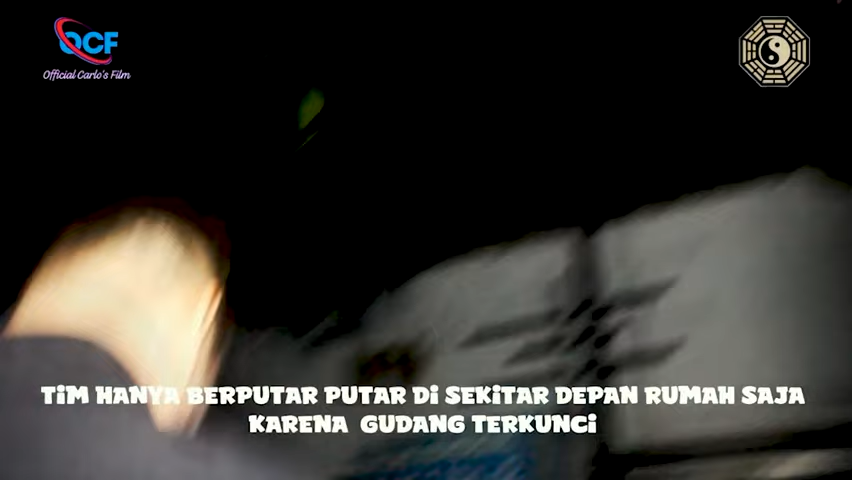 OCF
Official Carlo's Film
TiM HANYA BERPUTAR PUTAR Di SEKiTAR DEPAN RUMAH SAJA
KARENA GUDANG TERKUNCi